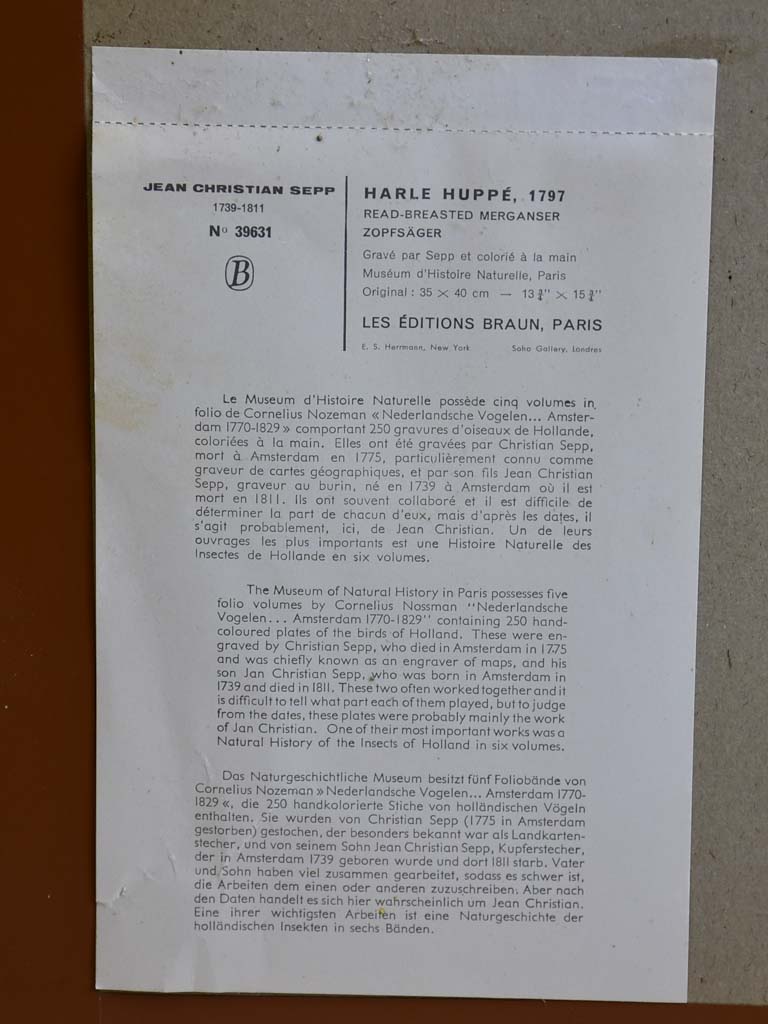 JEAN CHRISTIAN SEPP
1739-1811
No 39631
B
HARLE HUPPÉ, 1797
READ-BREASTED MERGANSER
ZOPFSÄGER
Gravé par Sepp et colorié à la main
Muséum d'Histoire Naturelle, Paris
Original : 35 × 40 cm — 13 ¾" × 15 ¾"
LES ÉDITIONS BRAUN, PARIS
E. S. Herrmann, New York Soho Gallery, Londres
Le Museum d'Histoire Naturelle possède cinq volumes in
folio de Cornelius Nozeman « Nederlandsche Vogelen... Amster-
dam 1770-1829 » comportant 250 gravures d'oiseaux de Hollande,
coloriées à la main. Elles ont été gravées par Christian Sepp,
mort à Amsterdam en 1775, particulièrement connu comme
graveur de cartes géographiques, et par son fils Jean Christian
Sepp, graveur au burin, né en 1739 à Amsterdam où il est
mort en 1811. Ils ont souvent collaboré et il est difficile de
déterminer la part de chacun d'eux, mais d'après les dates, il
s'agit probablement, ici, de Jean Christian. Un de leurs
ouvrages les plus importants est une Histoire Naturelle des
Insectes de Hollande en six volumes.
The Museum of Natural History in Paris possesses five
folio volumes by Cornelius Nossman "Nederlandsche
Vogelen... Amsterdam 1770-1829" containing 250 hand-
coloured plates of the birds of Holland. These were en-
graved by Christian Sepp, who died in Amsterdam in 1775
and was chiefly known as an engraver of maps, and his
son Jan Christian Sepp, who was born in Amsterdam in
1739 and died in 1811. These two often worked together and it
is difficult to tell what part each of them played, but to judge
from the dates, these plates were probably mainly the work
of Jan Christian. One of their most important works was a
Natural History of the Insects of Holland in six volumes.
Das Naturgeschichtliche Museum besitzt fünf Foliobände von
Cornelius Nozeman » Nederlandsche Vogelen... Amsterdam 1770-
1829 «, die 250 handkolorierte Stiche von holländischen Vögeln
enthalten. Sie wurden von Christian Sepp (1775 in Amsterdam
gestorben) gestochen, der besonders bekannt war als Landkarten-
stecher, und von seinem Sohn Jean Christian Sepp, Kupferstecher,
der in Amsterdam 1739 geboren wurde und dort 1811 starb. Vater
und Sohn haben viel zusammen gearbeitet, sodass es schwer ist,
die Arbeiten dem einen oder anderen zuzuschreiben. Aber nach
den Daten handelt es sich hier wahrscheinlich um Jean Christian.
Eine ihrer wichtigsten Arbeiten ist eine Naturgeschichte der
holländischen Insekten in sechs Bänden.